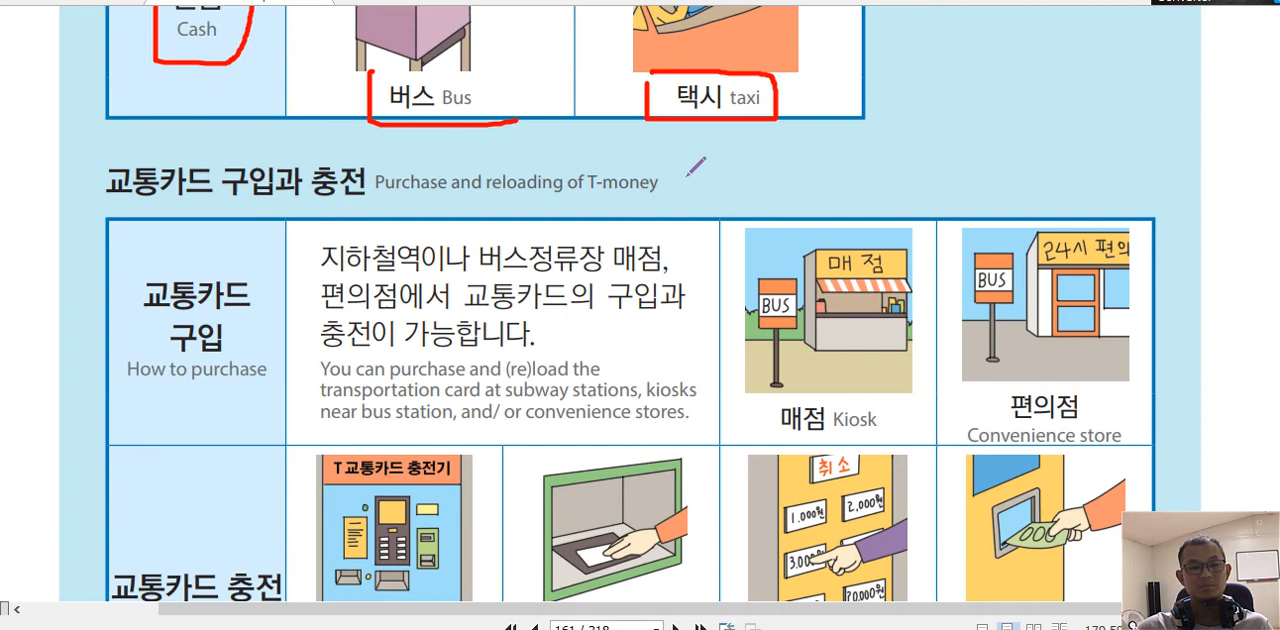 Cash
버스 Bus
택시 taxi
교통카드 구입과 충전 Purchase and reloading of T-money
교통카드
구입
How to purchase
지하철역이나 버스정류장 매점,
편의점에서 교통카드의 구입과
충전이 가능합니다.
You can purchase and (re)load the
transportation card at subway stations, kiosks
near bus station, and/ or convenience stores.
매점
BUS
매점 Kiosk
24시 편의
BUS
편의점
Convenience store
교통카드 충전
T 교통카드 충전기
취소
1,000원
2,000원
3,000
20,000원
161 / 218